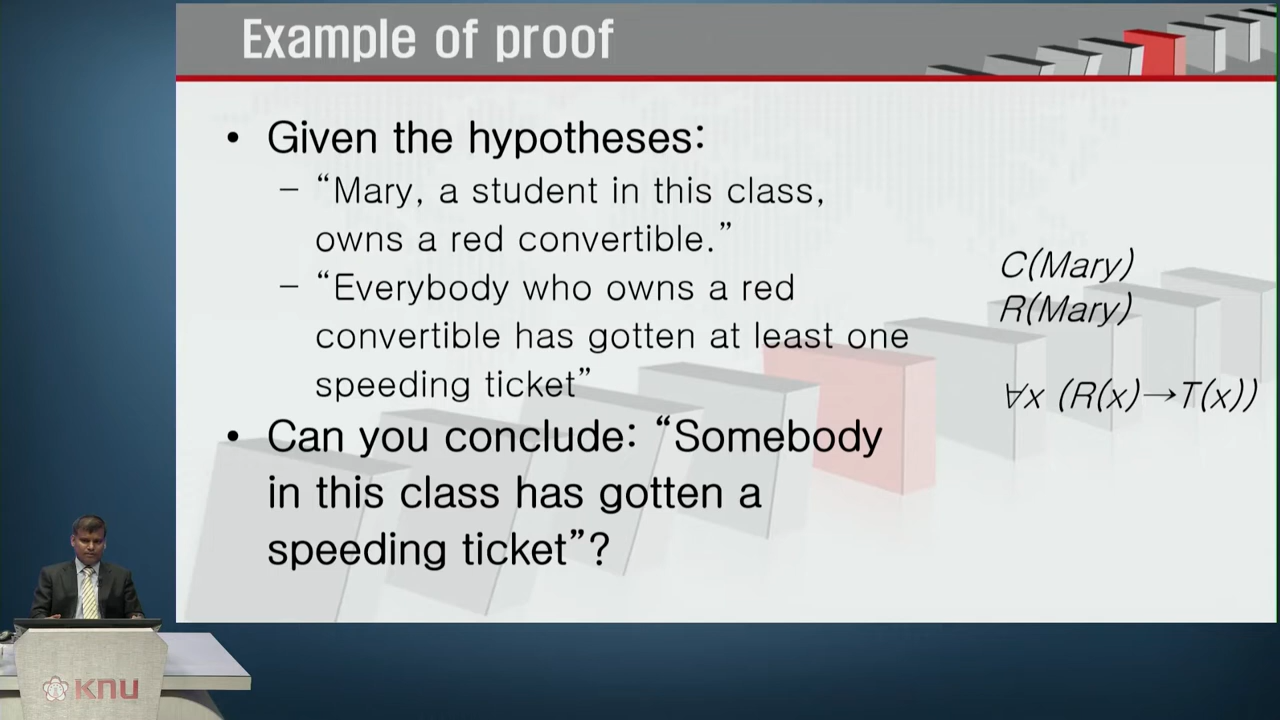 Example of proof
• Given the hypotheses:
– “Mary, a student in this class,
owns a red convertible.”
– “Everybody who owns a red
convertible has gotten at least one
speeding ticket”
• Can you conclude: “Somebody
in this class has gotten a
speeding ticket”?
C(Mary)
R(Mary)
∀x (R(x)→T(x))
KNU